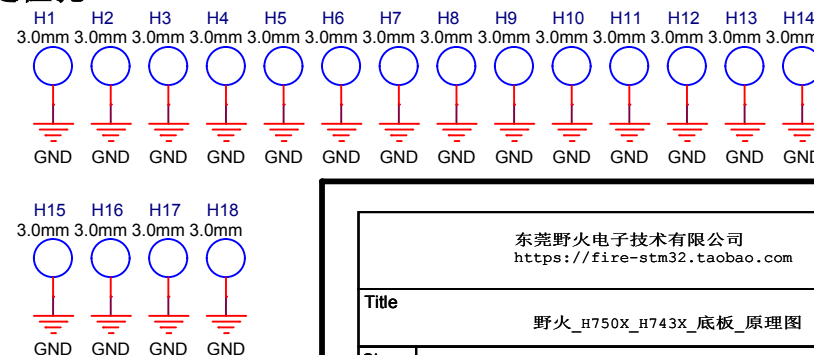 H1 H2 H3 H4 H5 H6 H7 H8 H9 H10 H11 H12 H13 H14
3.0mm 3.0mm 3.0mm 3.0mm 3.0mm 3.0mm 3.0mm 3.0mm 3.0mm 3.0mm 3.0mm 3.0mm 3.0mm 3.0mm
GND GND GND GND GND GND GND GND GND GND GND GND GND GND
H15 H16 H17 H18
3.0mm 3.0mm 3.0mm 3.0mm
GND GND GND GND
东莞野火电子技术有限公司
https://fire-stm32.taobao.com
Title
野火_H750X_H743X_底板_原理图